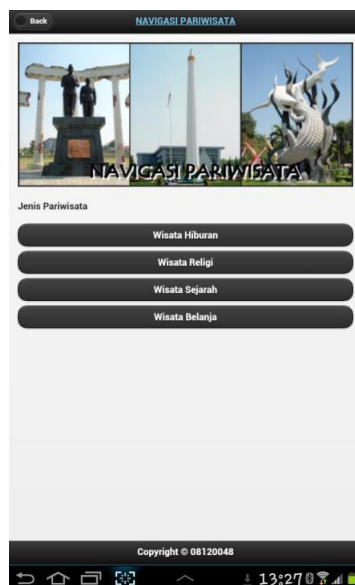 Back
NAVIGASI PARIWISATA
NAVIGASI PARIWISATA
Jenis Pariwisata
Wisata Hiburan
Wisata Religi
Wisata Sejarah
Wisata Belanja
Copyright © 08120048
13:27